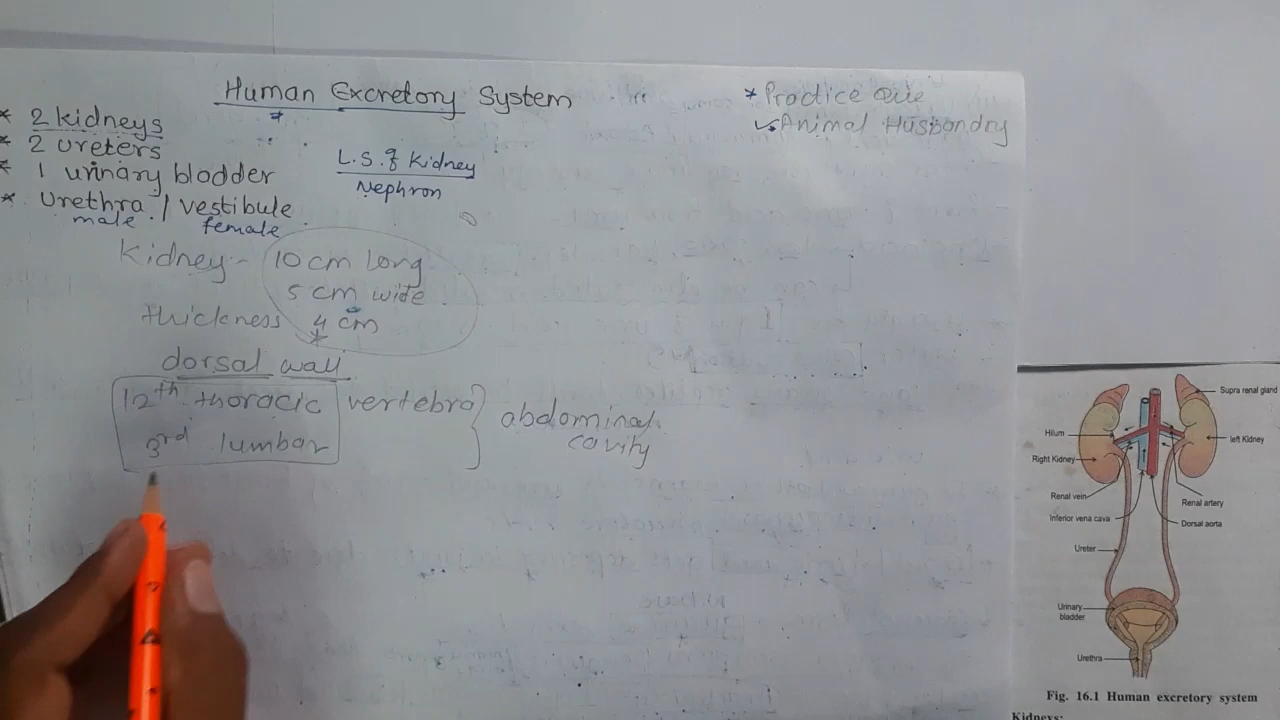 Human Excretory System
* Practice Que
↳ Animal Husbandry
* 2 kidneys
* 2 ureters
* 1 urinary bladder
* Urethra / vestibule
male female
L.S. of Kidney
Nephron
Kidney - 10 cm long
5 cm wide
thickness 4 cm
*
dorsal wall
12th thoracic vertebra
3rd lumbar
abdominal
cavity
Supra renal gland
Hilum
left Kidney
Right Kidney
Renal vein
Renal artery
Inferior vena cava
Dorsal aorta
Ureter
Urinary
bladder
Urethra
Fig. 16.1 Human excretory system
Kidneys: